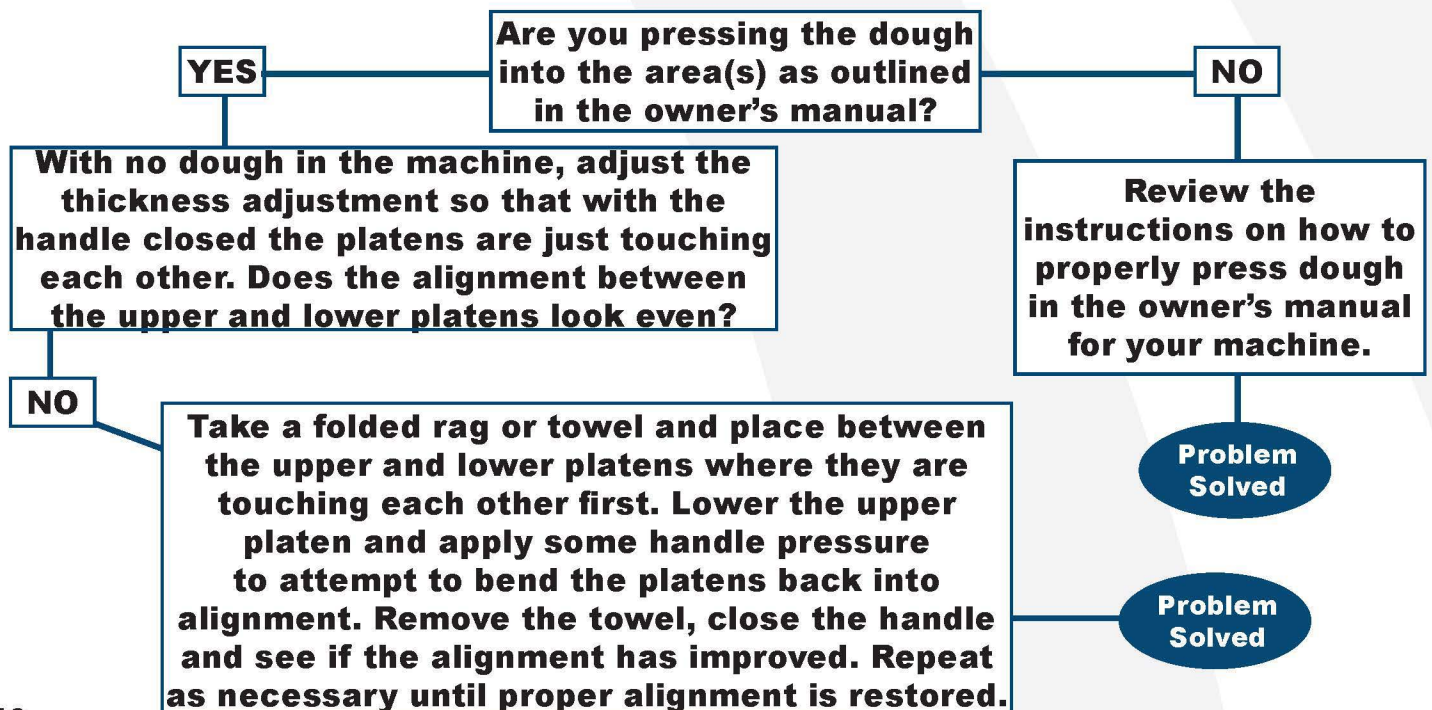 Are you pressing the dough
into the area(s) as outlined
in the owner's manual?
YES
NO
With no dough in the machine, adjust the
thickness adjustment so that with the
handle closed the platens are just touching
each other. Does the alignment between
the upper and lower platens look even?
Review the
instructions on how to
properly press dough
in the owner's manual
for your machine.
NO
Take a folded rag or towel and place between
the upper and lower platens where they are
touching each other first. Lower the upper
platen and apply some handle pressure
to attempt to bend the platens back into
alignment. Remove the towel, close the handle
and see if the alignment has improved. Repeat
as necessary until proper alignment is restored.
Problem
Solved
Problem
Solved